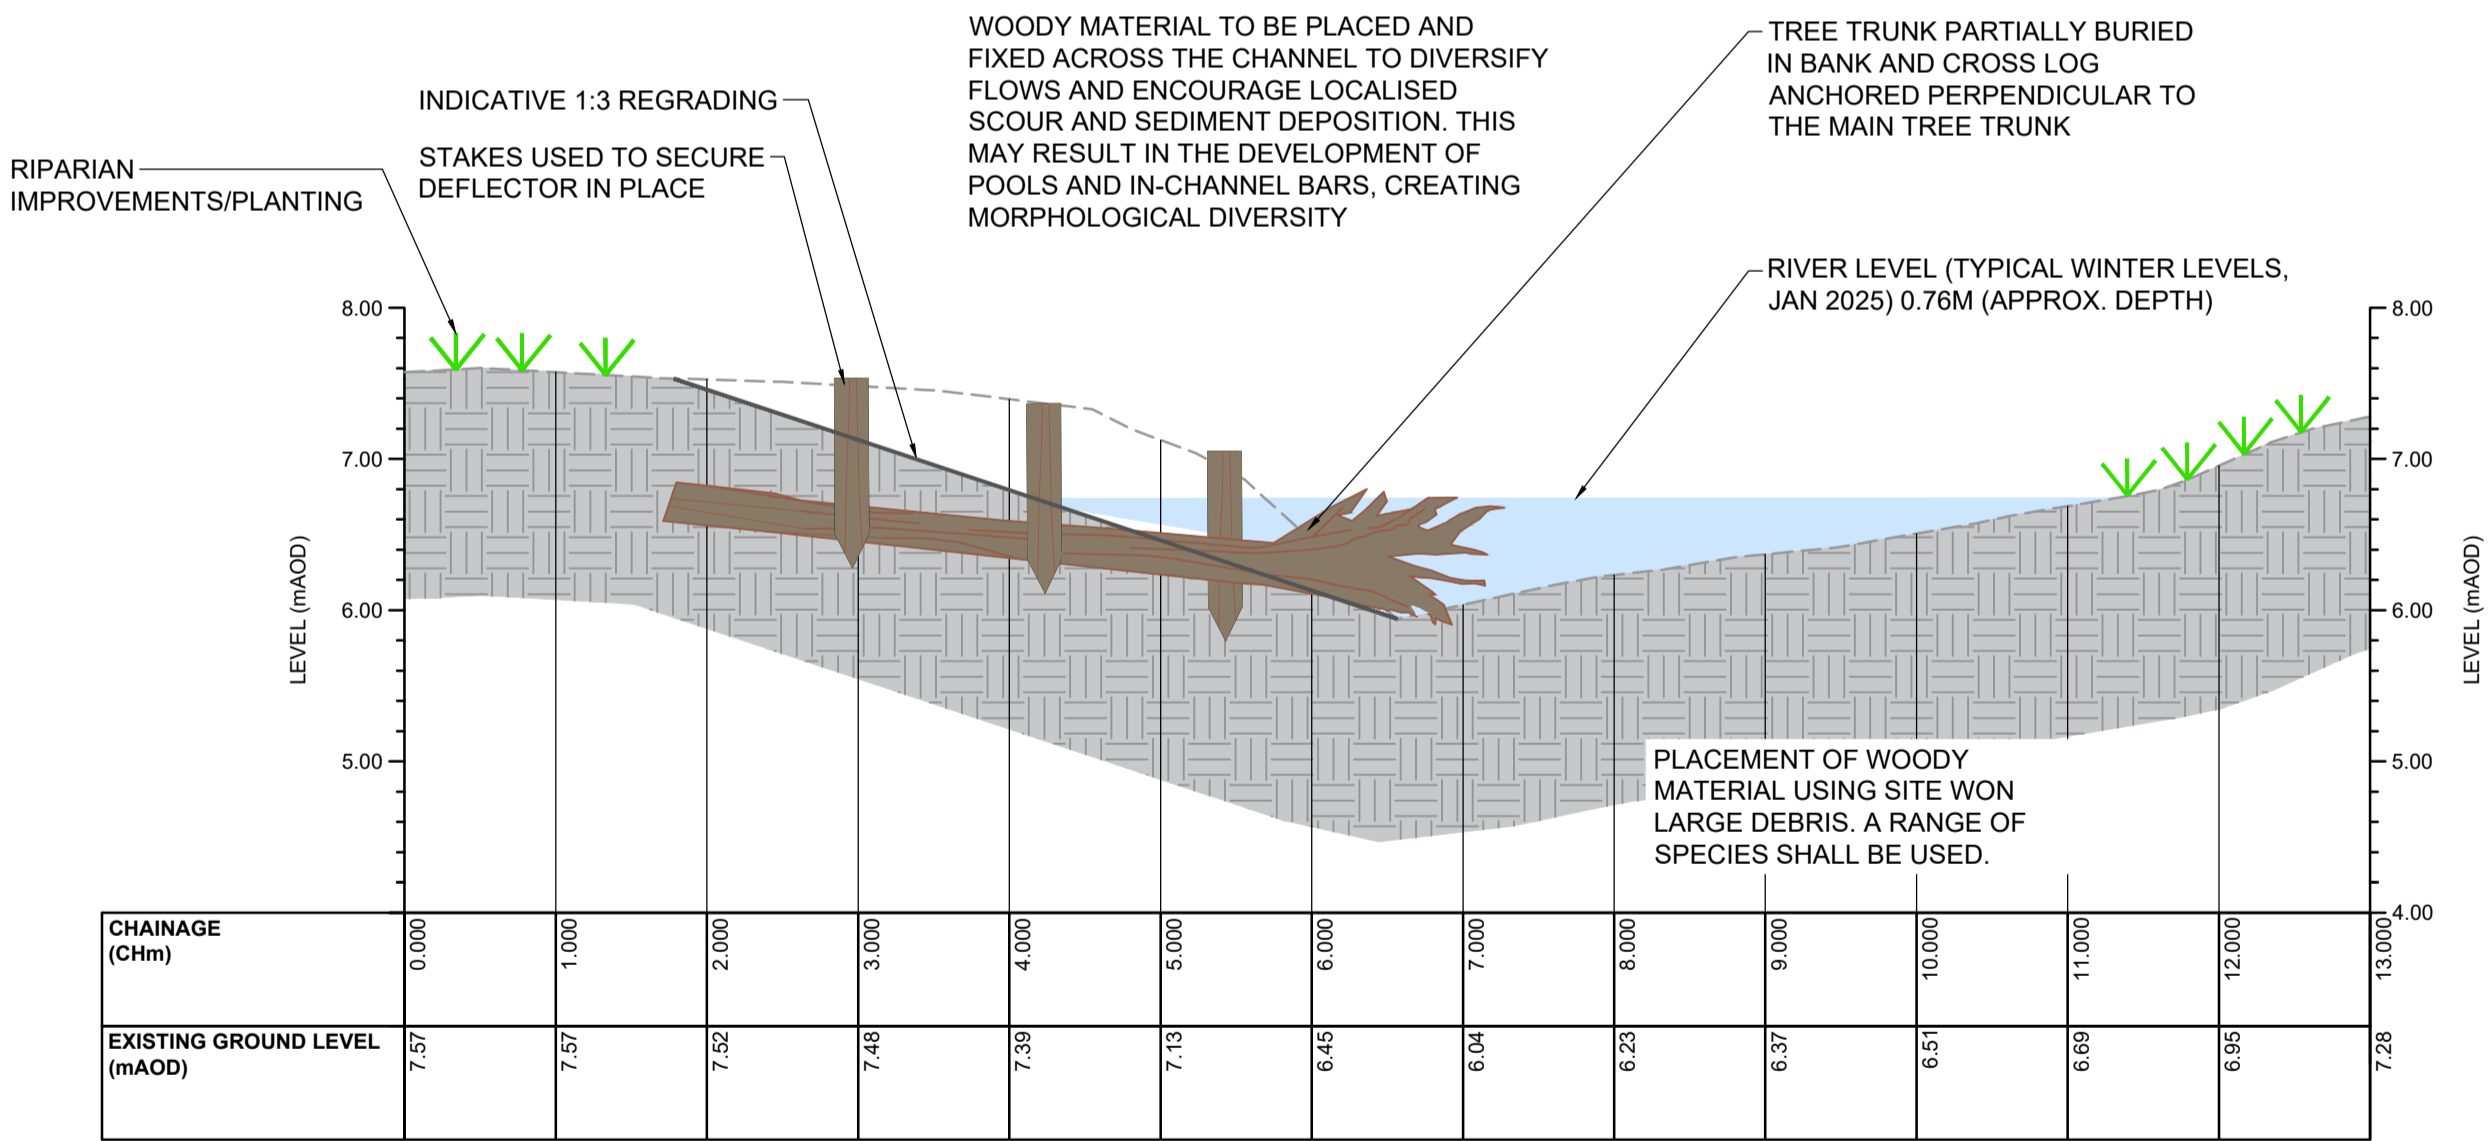 WOODY MATERIAL TO BE PLACED AND
FIXED ACROSS THE CHANNEL TO DIVERSIFY
FLOWS AND ENCOURAGE LOCALISED
SCOUR AND SEDIMENT DEPOSITION. THIS
MAY RESULT IN THE DEVELOPMENT OF
POOLS AND IN-CHANNEL BARS, CREATING
MORPHOLOGICAL DIVERSITY
TREE TRUNK PARTIALLY BURIED
IN BANK AND CROSS LOG
ANCHORED PERPENDICULAR TO
THE MAIN TREE TRUNK
INDICATIVE 1:3 REGRADING
STAKES USED TO SECURE
DEFLECTOR IN PLACE
RIPARIAN
IMPROVEMENTS/PLANTING
RIVER LEVEL (TYPICAL WINTER LEVELS,
JAN 2025) 0.76M (APPROX. DEPTH)
8.00
7.00
6.00
5.00
LEVEL (mAOD)
8.00
7.00
6.00
5.00
4.00
LEVEL (mAOD)
PLACEMENT OF WOODY
MATERIAL USING SITE WON
LARGE DEBRIS. A RANGE OF
SPECIES SHALL BE USED.
CHAINAGE
(CHm)
0.000
1.000
2.000
3.000
4.000
5.000
6.000
7.000
8.000
9.000
10.000
11.000
12.000
13.000
EXISTING GROUND LEVEL
(mAOD)
7.57
7.57
7.52
7.48
7.39
7.13
6.45
6.04
6.23
6.37
6.51
6.69
6.95
7.28